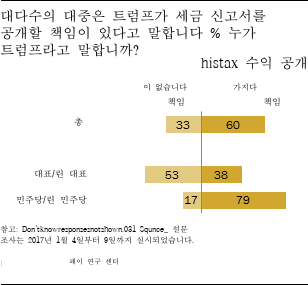 대다수의 대중은 트럼프가 세금 신고서를
공개할 책임이 있다고 말합니다 % 누가
트럼프라고 말합니까?
histax 수익 공개
이 없습니다 가지다
책임 책임
총 33 60
대표/린 대표 53 38
민주당/린 민주당 17 79
참고: Don'tknowresponsesnotshown.081 Squnce_ 설문
조사는 2017년 1월 4일부터 9일까지 실시되었습니다.
퓨이 연구 센터